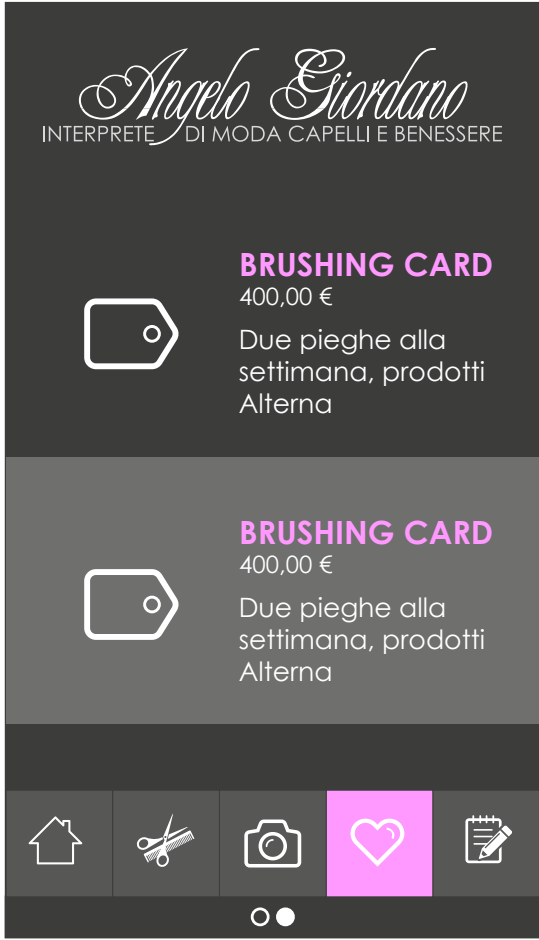 Angelo Giordano
INTERPRETE DI MODA CAPELLI E BENESSERE
BRUSHING CARD
400,00 €
Due pieghe alla
settimana, prodotti
Alterna
BRUSHING CARD
400,00 €
Due pieghe alla
settimana, prodotti
Alterna